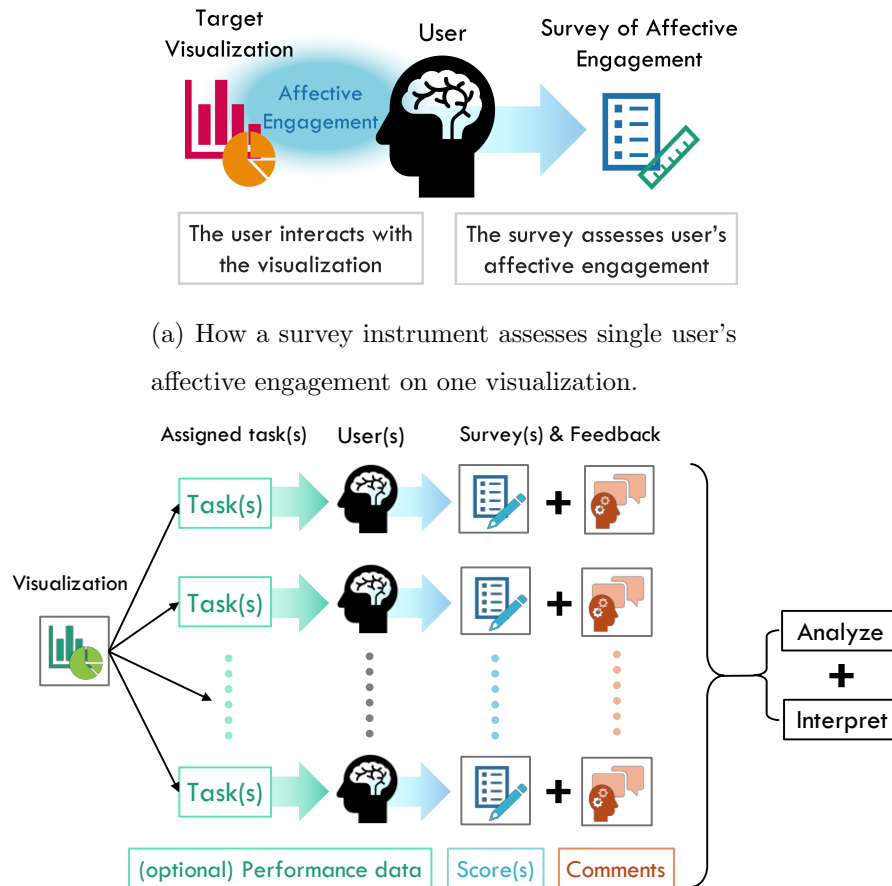 Target
Visualization
User
Survey of Affective
Engagement
Affective
Engagement
The user interacts with
the visualization
The survey assesses user's
affective engagement
(a) How a survey instrument assesses single user's
affective engagement on one visualization.
Assigned task(s)
User(s)
Survey(s) & Feedback
Visualization
Task(s)
Task(s)
Task(s)
Analyze
Interpret
(optional) Performance data
Score(s)
Comments